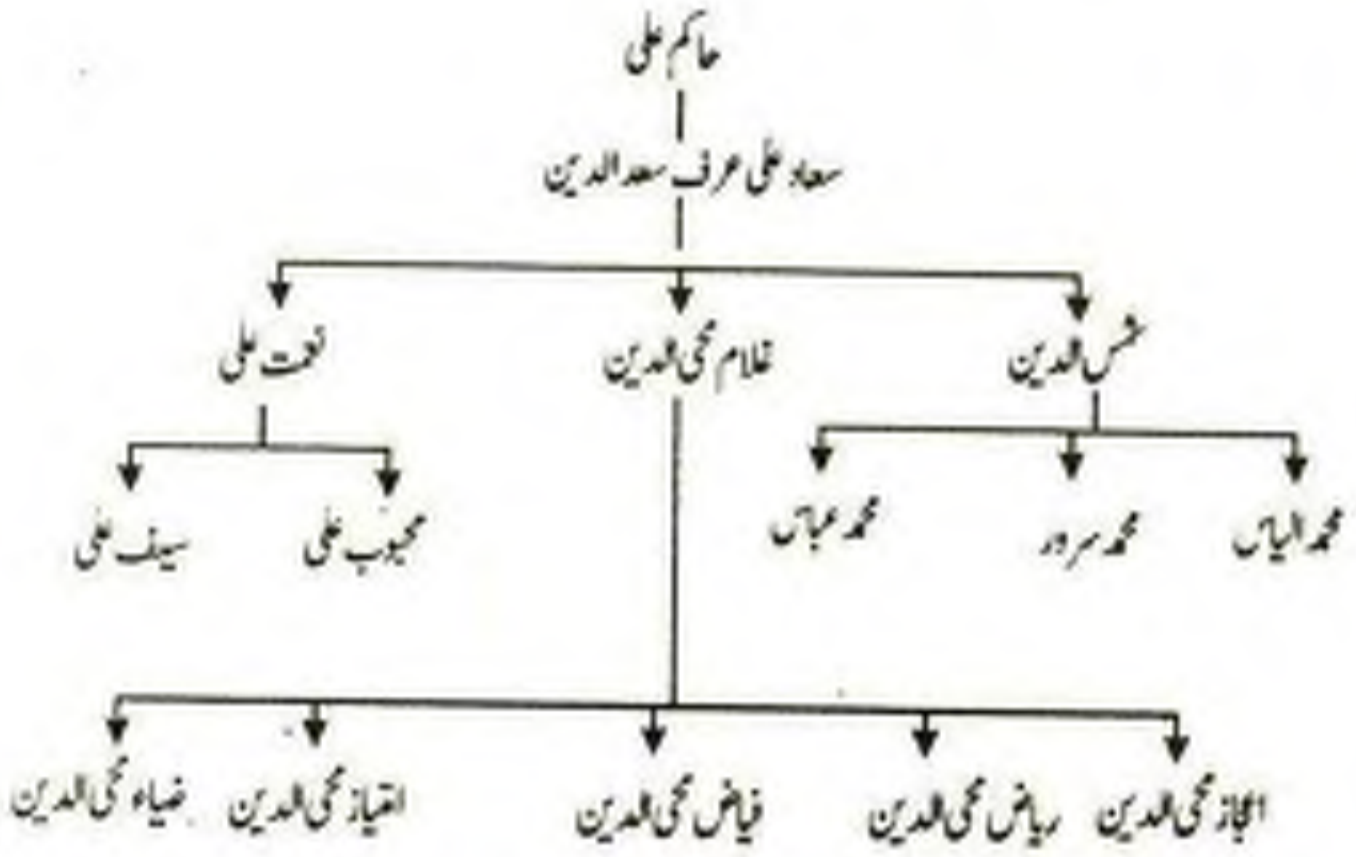 حاکم علی
سعاد علی عرف سعد الدین
شمس الدین
غلام محی الدین
نعمت علی
محمد الیاس
محمد سرور
محمد عباس
محبوب علی
سیف علی
اعجاز محی الدین
ریاض محی الدین
فیاض محی الدین
امتیاز محی الدین
ضیاء محی الدین